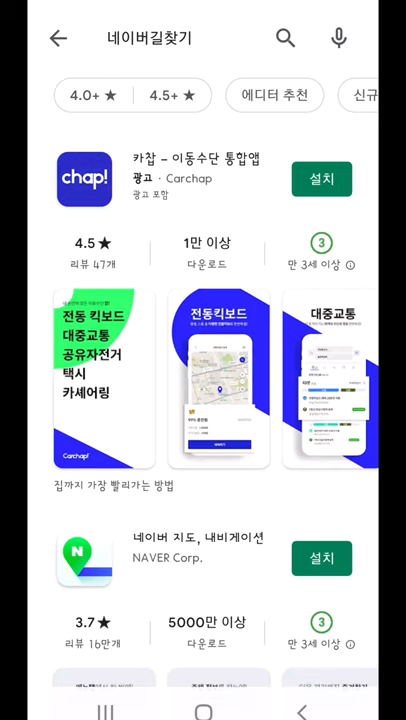 네이버길찾기
4.0+ ★ 4.5+ ★ 에디터 추천 신규
chap!
카찹 – 이동수단 통합앱
광고 · Carchap
광고 포함
설치
4.5★ 1만 이상 3
리뷰 47개 다운로드 만 3세 이상
전동 킥보드
대중교통
공유자전거
택시
카셰어링
Carchap!
전동킥보드
대중교통
집까지 가장 빨리가는 방법
N
네이버 지도, 내비게이션
NAVER Corp.
설치
3.7★ 5000만 이상 3
리뷰 16만개 다운로드 만 3세 이상